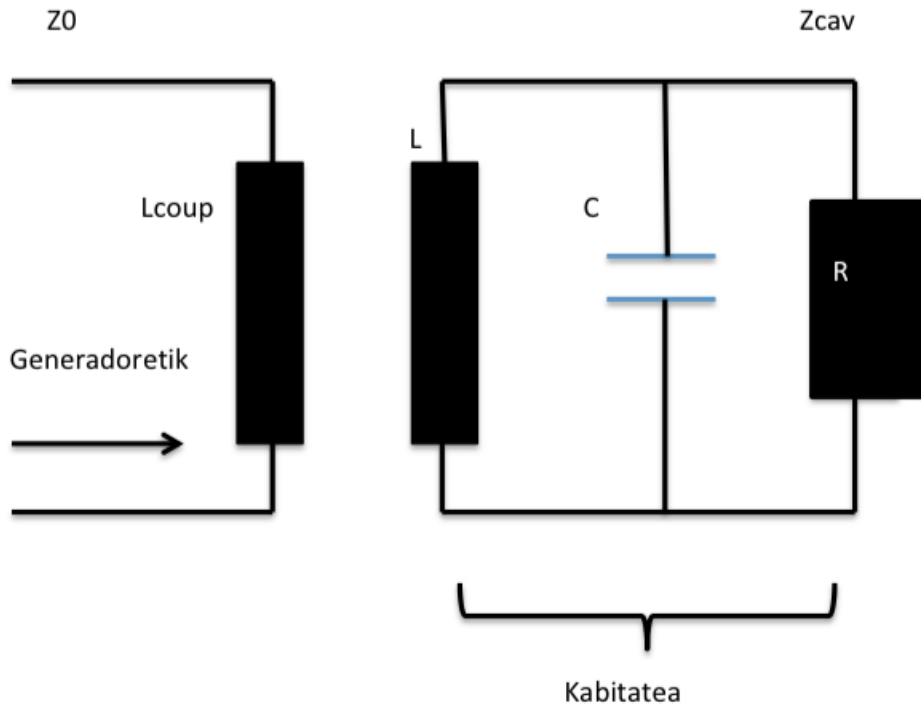 Z0
Zcav
L
Lcoup
C
R
Generadoretik
Kabitatea